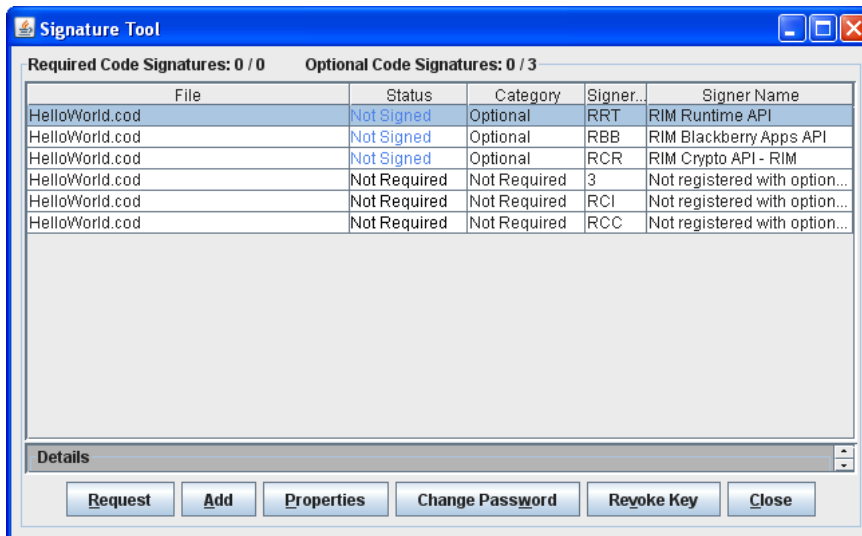 Signature Tool
Required Code Signatures: 0 / 0 Optional Code Signatures: 0 / 3
File Status Category Signer... Signer Name
HelloWorld.cod Not Signed Optional RRT RIM Runtime API
HelloWorld.cod Not Signed Optional RBB RIM Blackberry Apps API
HelloWorld.cod Not Signed Optional RCR RIM Crypto API - RIM
HelloWorld.cod Not Required Not Required 3 Not registered with option...
HelloWorld.cod Not Required Not Required RCI Not registered with option...
HelloWorld.cod Not Required Not Required RCC Not registered with option...
Details
Request Add Properties Change Password Revoke Key Close